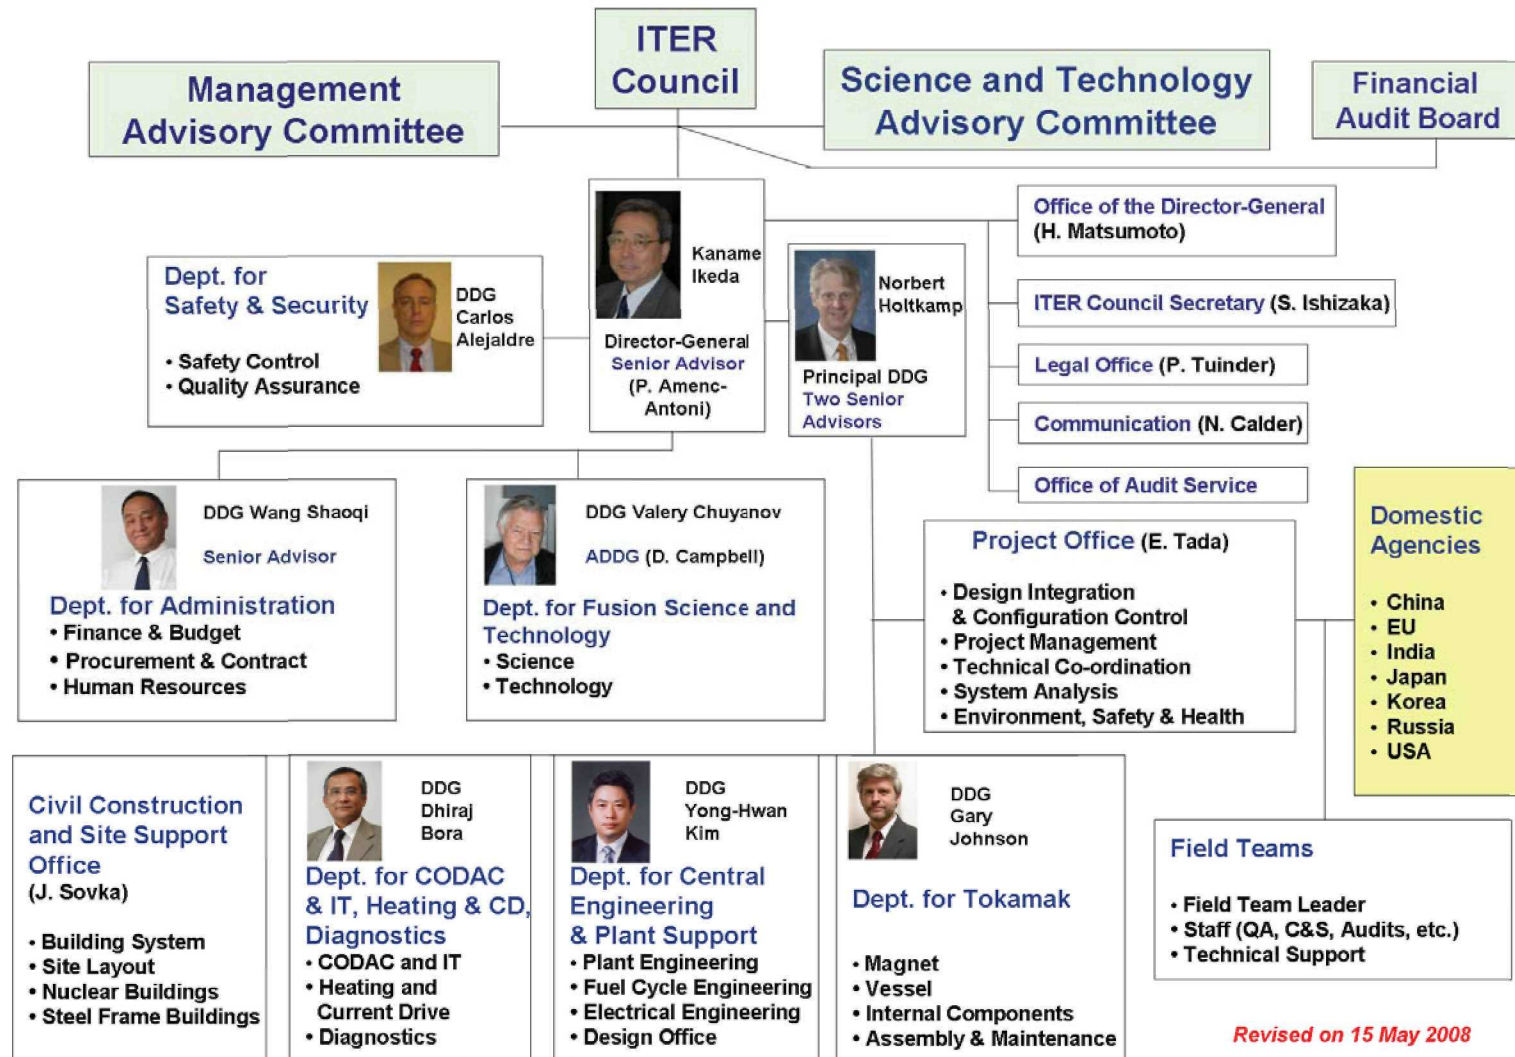 ITER
Council
Management
Advisory Committee
Science and Technology
Advisory Committee
Financial
Audit Board
Kaname
Ikeda
Director-General
Senior Advisor
(P. Amenc-
Antoni)
Norbert
Holtkamp
Principal DDG
Two Senior
Advisors
Office of the Director-General
(H. Matsumoto)
ITER Council Secretary (S. Ishizaka)
Legal Office (P. Tuinder)
Communication (N. Calder)
Office of Audit Service
Dept. for
Safety & Security
DDG
Carlos
Alejaldre
• Safety Control
• Quality Assurance
DDG Wang Shaoqi
Senior Advisor
Dept. for Administration
• Finance & Budget
• Procurement & Contract
• Human Resources
DDG Valery Chuyanov
ADDG (D. Campbell)
Dept. for Fusion Science and
Technology
• Science
• Technology
Project Office (E. Tada)
• Design Integration
& Configuration Control
• Project Management
• Technical Co-ordination
• System Analysis
• Environment, Safety & Health
Domestic
Agencies
• China
• EU
• India
• Japan
• Korea
• Russia
• USA
Civil Construction
and Site Support
Office
(J. Sovka)
• Building System
• Site Layout
• Nuclear Buildings
• Steel Frame Buildings
DDG
Dhiraj
Bora
Dept. for CODAC
& IT, Heating & CD,
Diagnostics
• CODAC and IT
• Heating and
Current Drive
• Diagnostics
DDG
Yong-Hwan
Kim
Dept. for Central
Engineering
& Plant Support
• Plant Engineering
• Fuel Cycle Engineering
• Electrical Engineering
• Design Office
DDG
Gary
Johnson
Dept. for Tokamak
• Magnet
• Vessel
• Internal Components
• Assembly & Maintenance
Field Teams
• Field Team Leader
• Staff (QA, C&S, Audits, etc.)
• Technical Support
Revised on 15 May 2008